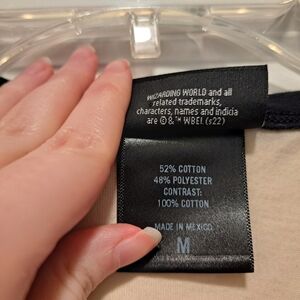 WIZARDING WORLD and all
related trademarks,
characters, names and indicia
are © & ™ WBEI. (s22)
52% COTTON
48% POLYESTER
CONTRAST:
100% COTTON
MADE IN MEXICO
M